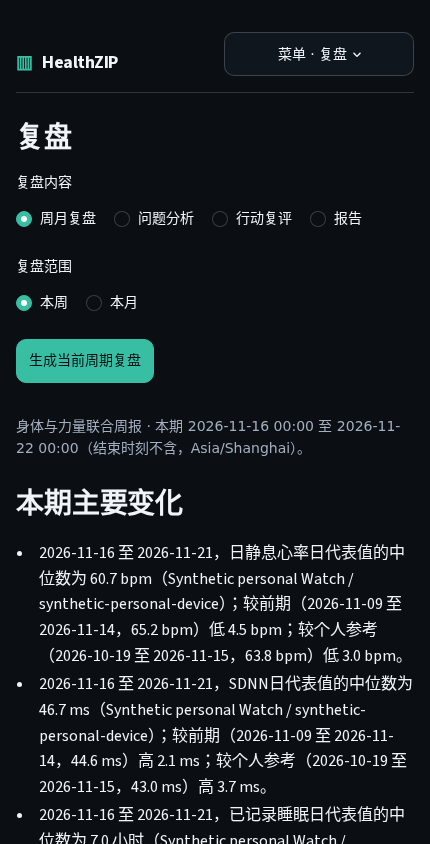 HealthZIP
菜单 · 复盘
复盘
复盘内容
周月复盘 问题分析 行动复评 报告
复盘范围
本周 本月
生成当前周期复盘
身体与力量联合周报 · 本期 2026-11-16 00:00 至 2026-11-
22 00:00（结束时刻不含，Asia/Shanghai）。
本期主要变化
• 2026-11-16 至 2026-11-21，日静息心率日代表值的中
位数为 60.7 bpm（Synthetic personal Watch /
synthetic-personal-device）；较前期（2026-11-09 至
2026-11-14，65.2 bpm）低 4.5 bpm；较个人参考
（2026-10-19 至 2026-11-15，63.8 bpm）低 3.0 bpm。
• 2026-11-16 至 2026-11-21，SDNN日代表值的中位数为
46.7 ms（Synthetic personal Watch / synthetic-
personal-device）；较前期（2026-11-09 至 2026-11-
14，44.6 ms）高 2.1 ms；较个人参考（2026-10-19 至
2026-11-15，43.0 ms）高 3.7 ms。
• 2026-11-16 至 2026-11-21，已记录睡眠日代表值的中
位数为 7.0 小时（Synthetic personal Watch /